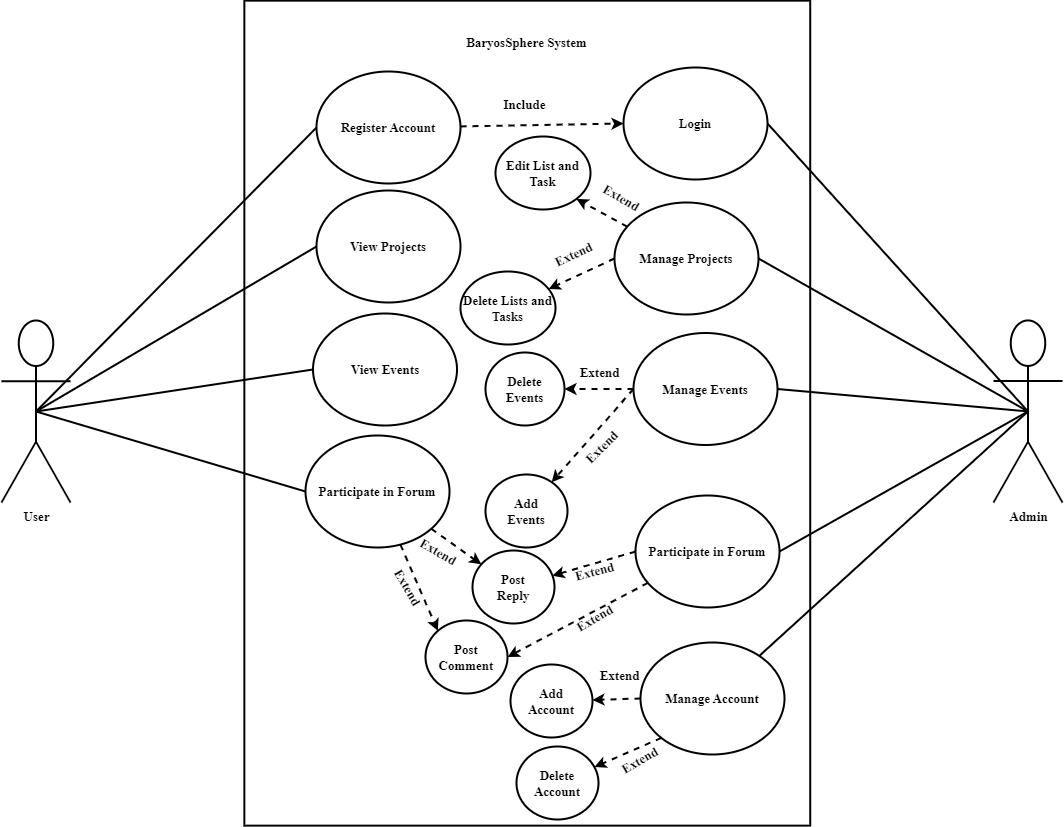 BaryosSphere System
Register Account
Include
Login
Edit List and
Task
Extend
View Projects
Manage Projects
Extend
Delete Lists and
Tasks
View Events
Delete
Events
Extend
Manage Events
Extend
Participate in Forum
Add
Events
User
Admin
Extend
Extend
Post
Reply
Extend
Participate in Forum
Extend
Post
Comment
Add
Account
Extend
Manage Account
Extend
Delete
Account